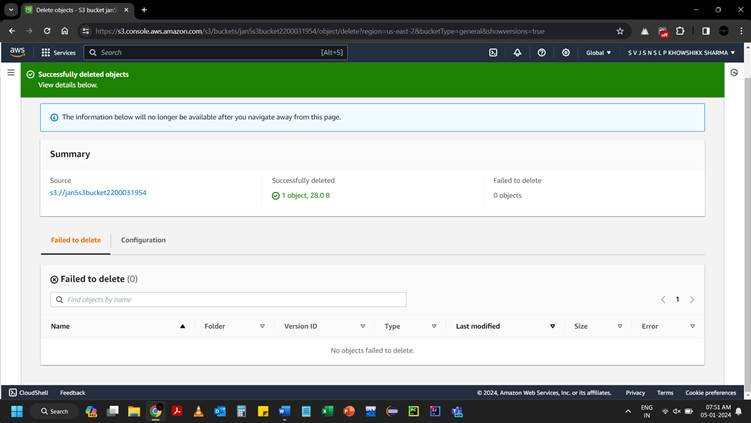 Delete objects - S3 bucket jan5s
https://s3.console.aws.amazon.com/s3/buckets/jan5s3bucket2200031954/object/delete?region=us-east-2&bucketType=general&showversions=true
aws
Services
Search
[Alt+S]
Global
S V J S N S L P KHOWSHIKK SHARMA
Successfully deleted objects
View details below.
The information below will no longer be available after you navigate away from this page.
Summary
Source
s3://jan5s3bucket2200031954
Successfully deleted
1 object, 28.0 B
Failed to delete
0 objects
Failed to delete
Configuration
Failed to delete (0)
Find objects by name
1
Name
Folder
Version ID
Type
Last modified
Size
Error
No objects failed to delete.
CloudShell
Feedback
© 2024, Amazon Web Services, Inc. or its affiliates.
Privacy
Terms
Cookie preferences
Search
ENG
IN
07:51 AM
05-01-2024